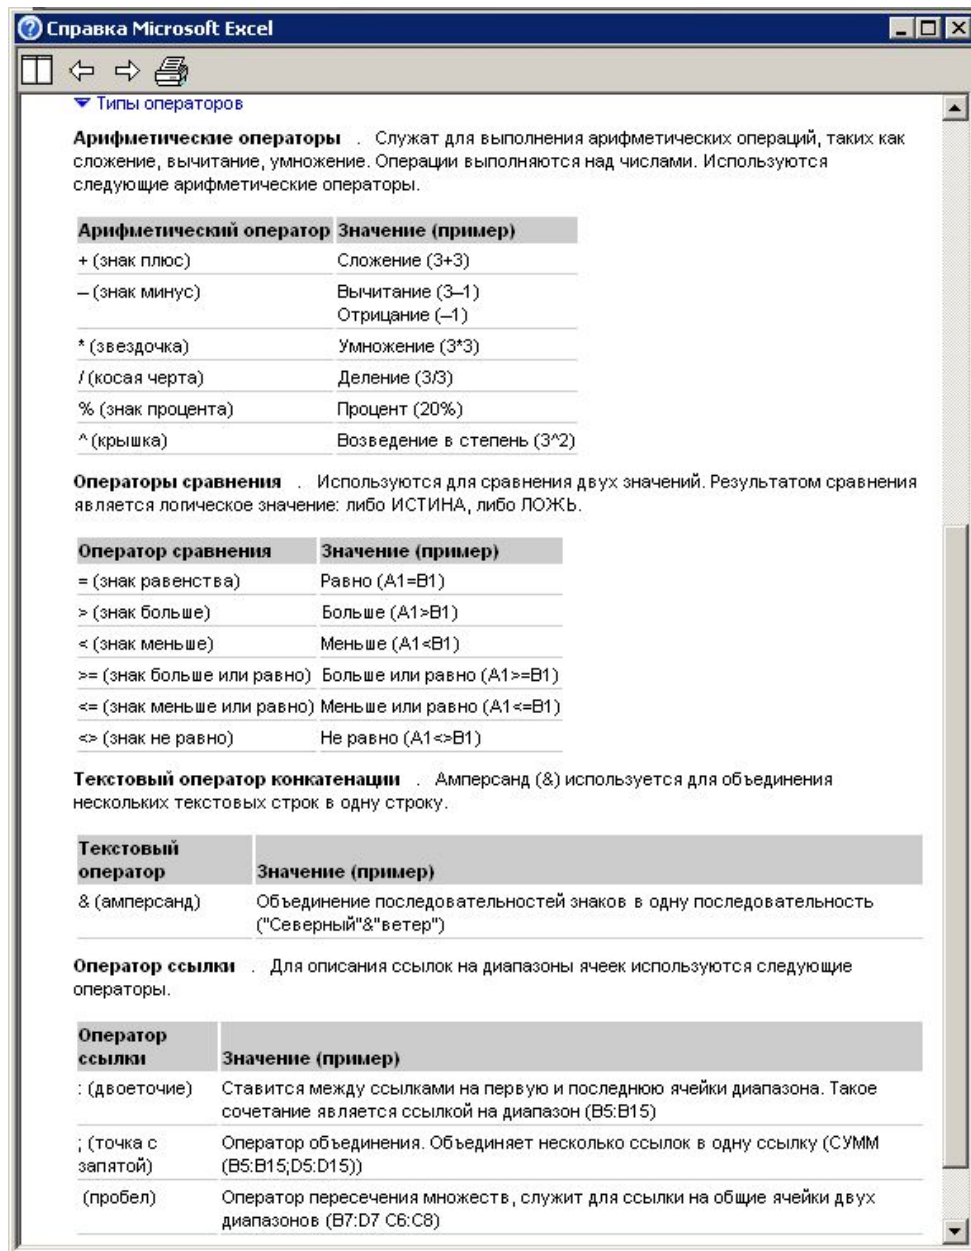 Справка Microsoft Excel
Типы операторов
Арифметические операторы . Служат для выполнения арифметических операций, таких как
сложение, вычитание, умножение. Операции выполняются над числами. Используются
следующие арифметические операторы.
Арифметический оператор Значение (пример)
+ (знак плюс) Сложение (3+3)
– (знак минус) Вычитание (3–1)
Отрицание (–1)
* (звездочка) Умножение (3*3)
/ (косая черта) Деление (3/3)
% (знак процента) Процент (20%)
^ (крышка) Возведение в степень (3^2)
Операторы сравнения . Используются для сравнения двух значений. Результатом сравнения
является логическое значение: либо ИСТИНА, либо ЛОЖЬ.
Оператор сравнения Значение (пример)
= (знак равенства) Равно (A1=B1)
> (знак больше) Больше (A1>B1)
< (знак меньше) Меньше (A1<B1)
>= (знак больше или равно) Больше или равно (A1>=B1)
<= (знак меньше или равно) Меньше или равно (A1<=B1)
<> (знак не равно) Не равно (A1<>B1)
Текстовый оператор конкатенации . Амперсанд (&) используется для объединения
нескольких текстовых строк в одну строку.
Текстовый
оператор Значение (пример)
& (амперсанд) Объединение последовательностей знаков в одну последовательность
("Северный"&"ветер")
Оператор ссылки . Для описания ссылок на диапазоны ячеек используются следующие
операторы.
Оператор
ссылки Значение (пример)
: (двоеточие) Ставится между ссылками на первую и последнюю ячейки диапазона. Такое
сочетание является ссылкой на диапазон (B5:B15)
; (точка с Оператор объединения. Объединяет несколько ссылок в одну ссылку (СУММ
запятой) (B5:B15;D5:D15))
(пробел) Оператор пересечения множеств, служит для ссылки на общие ячейки двух
диапазонов (B7:D7 C6:C8)